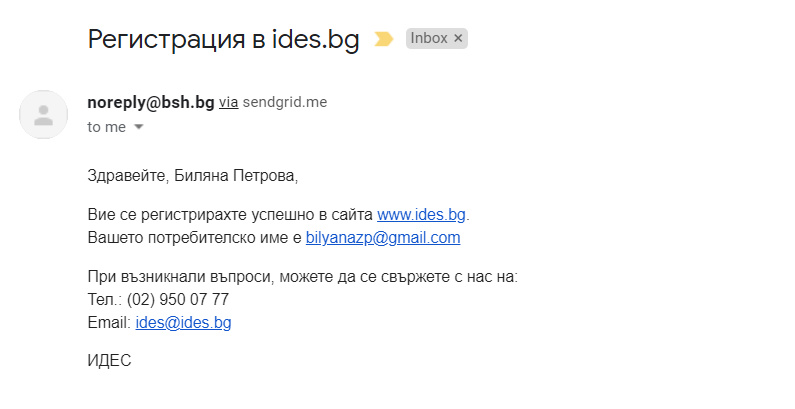 Регистрация в ides.bg Inbox ×
noreply@bsh.bg via sendgrid.me
to me
Здравейте, Биляна Петрова,
Вие се регистрирахте успешно в сайта www.ides.bg.
Вашето потребителско име е bilyanazp@gmail.com
При възникнали въпроси, можете да се свържете с нас на:
Тел.: (02) 950 07 77
Email: ides@ides.bg
ИДЕС